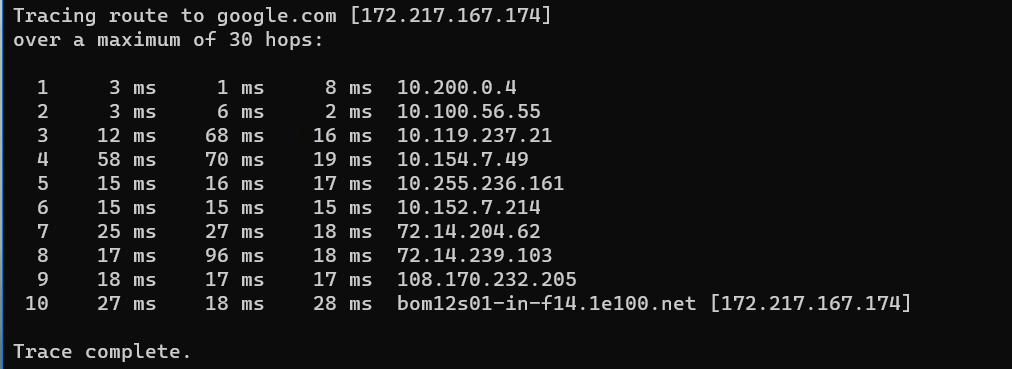 Tracing route to google.com [172.217.167.174]
over a maximum of 30 hops:
1 3 ms 1 ms 8 ms 10.200.0.4
2 3 ms 6 ms 2 ms 10.100.56.55
3 12 ms 68 ms 16 ms 10.119.237.21
4 58 ms 70 ms 19 ms 10.154.7.49
5 15 ms 16 ms 17 ms 10.255.236.161
6 15 ms 15 ms 15 ms 10.152.7.214
7 25 ms 27 ms 18 ms 72.14.204.62
8 17 ms 96 ms 18 ms 72.14.239.103
9 18 ms 17 ms 17 ms 108.170.232.205
10 27 ms 18 ms 28 ms bom12s01-in-f14.1e100.net [172.217.167.174]
Trace complete.